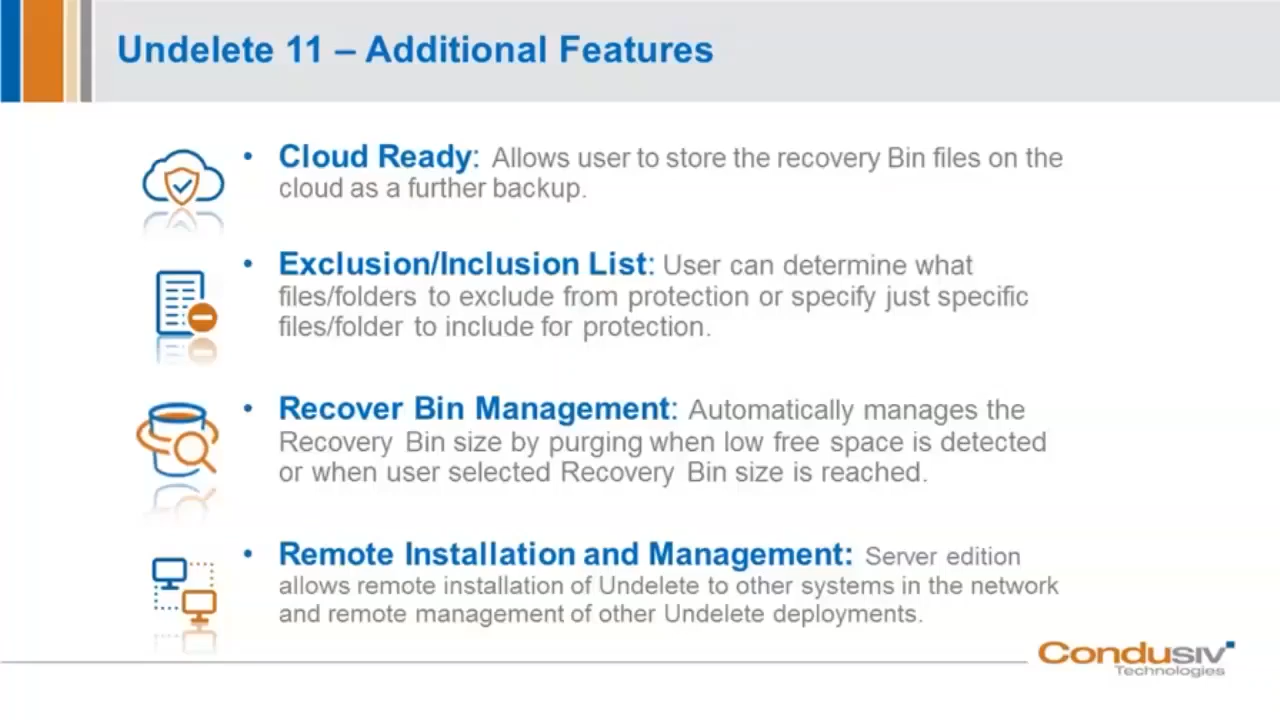 Undelete 11 – Additional Features
• Cloud Ready: Allows user to store the recovery Bin files on the
cloud as a further backup.
• Exclusion/Inclusion List: User can determine what
files/folders to exclude from protection or specify just specific
files/folder to include for protection.
• Recover Bin Management: Automatically manages the
Recovery Bin size by purging when low free space is detected
or when user selected Recovery Bin size is reached.
• Remote Installation and Management: Server edition
allows remote installation of Undelete to other systems in the network
and remote management of other Undelete deployments.
Condusiv
Technologies